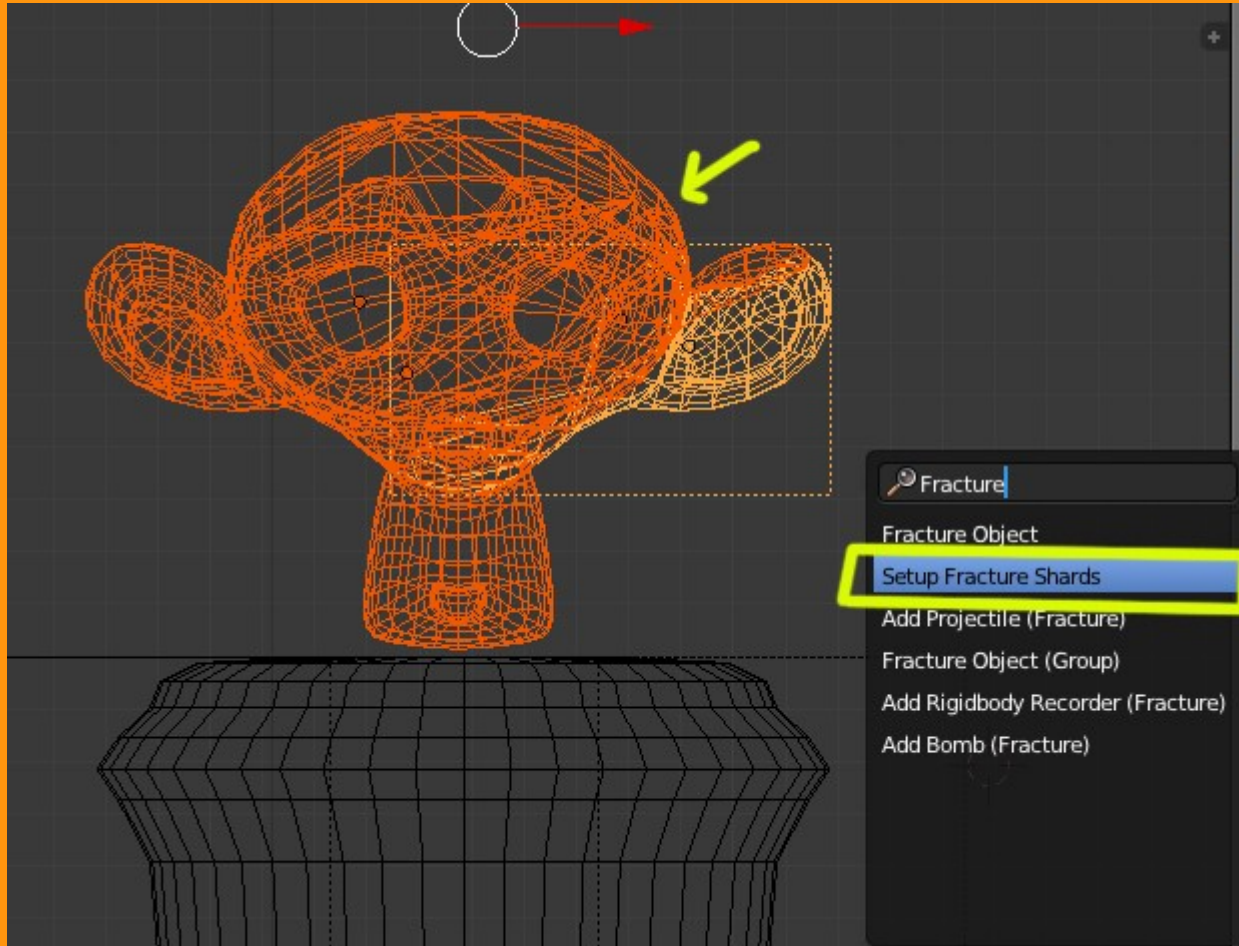 Fracture
Fracture Object
Setup Fracture Shards
Add Projectile (Fracture)
Fracture Object (Group)
Add Rigidbody Recorder (Fracture)
Add Bomb (Fracture)